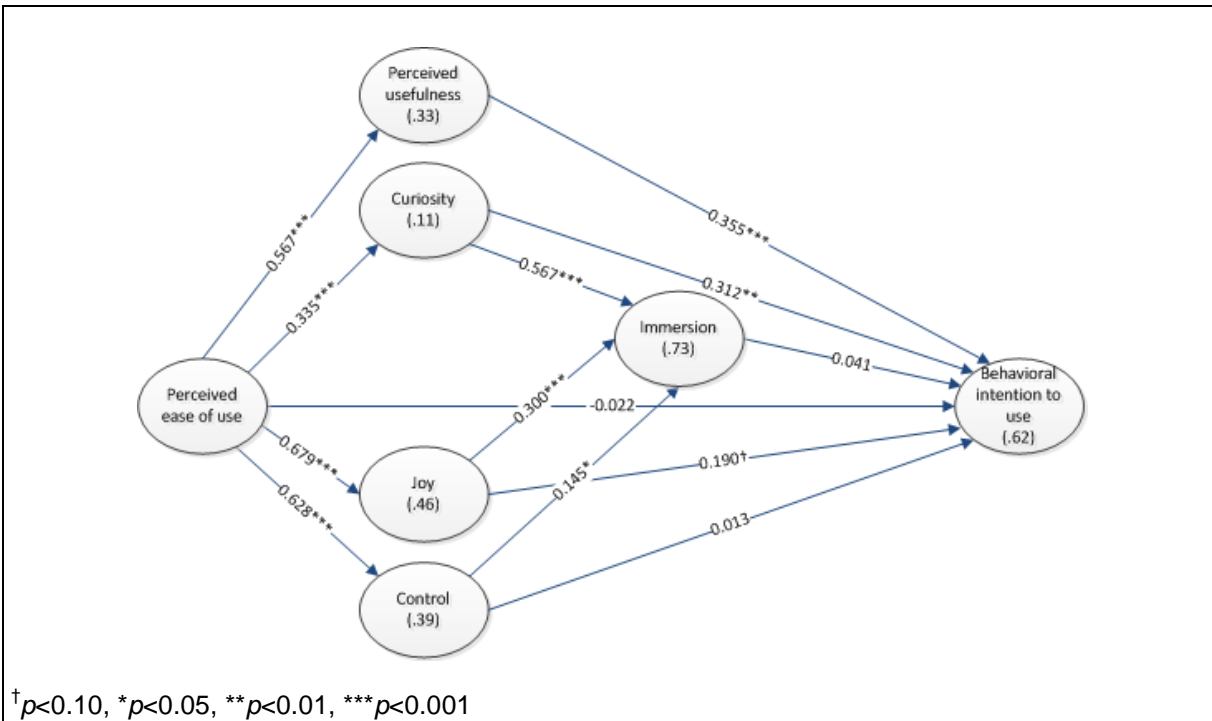 Perceived
usefulness
(.33)
Curiosity
(.11)
0.567***
0.335***
0.355***
0.567***
0.312**
Immersion
(.73)
0.041
Perceived
ease of use
0.300***
-0.022
Behavioral
intention to
use
(.62)
0.679***
0.628***
Joy
(.46)
0.145*
0.190†
0.013
Control
(.39)
†p<0.10, *p<0.05, **p<0.01, ***p<0.001